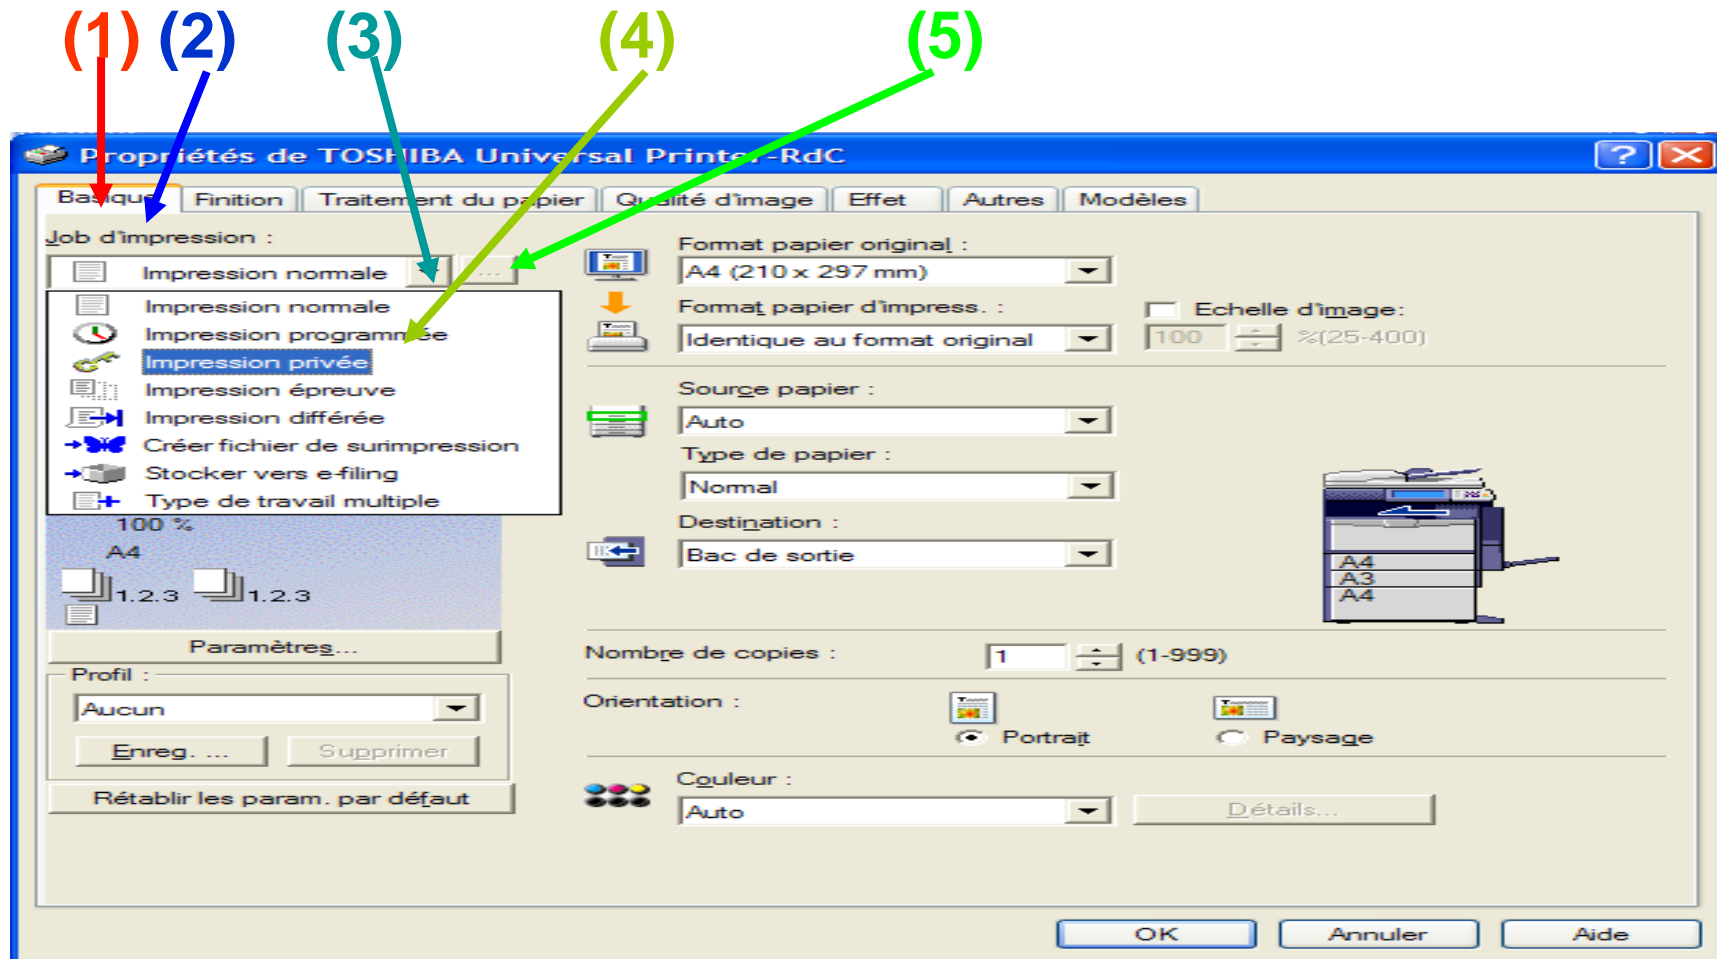 (1) (2) (3) (4) (5)
Propriétés de TOSHIBA Universal Printer-RdC
Basique Finition Traitement du papier Qualité d'image Effet Autres Modèles
Job d'impression :
Impression normale
...
Impression normale
Impression programmée
Impression privée
Impression épreuve
Impression différée
Créer fichier de surimpression
Stocker vers e-filing
Type de travail multiple
100 %
A4
1.2.3 1.2.3
Paramètres...
Profil :
Aucun
Enreg. ... Supprimer
Rétablir les param. par défaut
Format papier original :
A4 (210 x 297 mm)
Format papier d'impress. :
Identique au format original
Echelle d'image:
100 %(25-400)
Source papier :
Auto
Type de papier :
Normal
Destination :
Bac de sortie
A4
A3
A4
Nombre de copies : 1 (1-999)
Orientation :
Portrait Paysage
Couleur :
Auto
Détails...
OK Annuler Aide